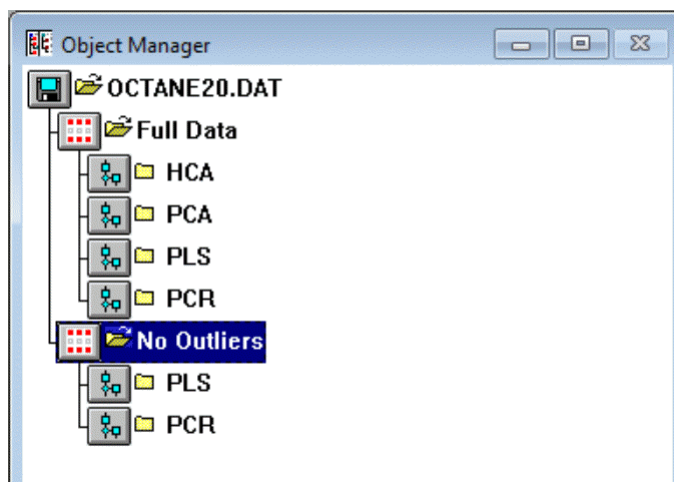 Object Manager
OCTANE20.DAT
Full Data
HCA
PCA
PLS
PCR
No Outliers
PLS
PCR